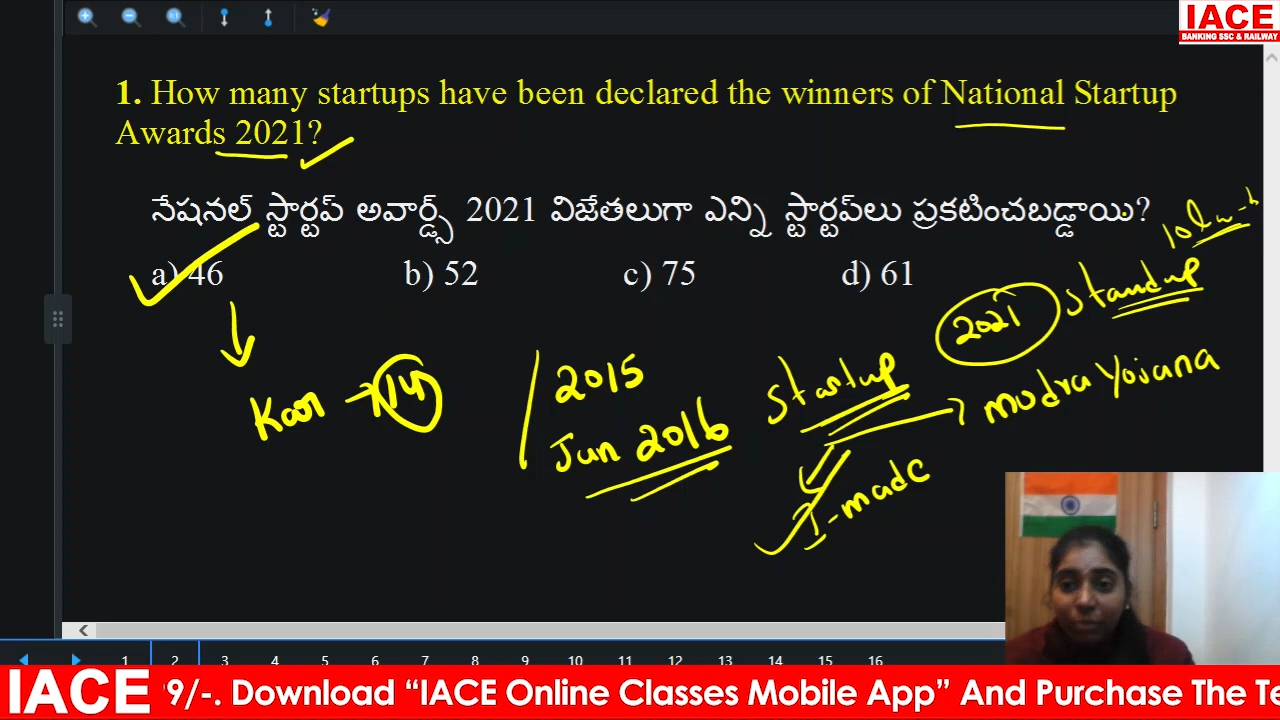 IACE
BANKING SSC & RAILWAY
1. How many startups have been declared the winners of National Startup
Awards 2021?
నేషనల్ స్టార్టప్ అవార్డ్స్ 2021 విజేతలుగా ఎన్ని స్టార్టప్‌లు ప్రకటించబడ్డాయి?
a) 46 b) 52 c) 75 d) 61
2021 standup
2015 startup
Kar → 14
Jun 2016
mudra Yojana
I-made
1 2 3 4 5 6 7 8 9 10 11 12 13 14 15 16
IACE 9/-. Download “IACE Online Classes Mobile App” And Purchase The Te